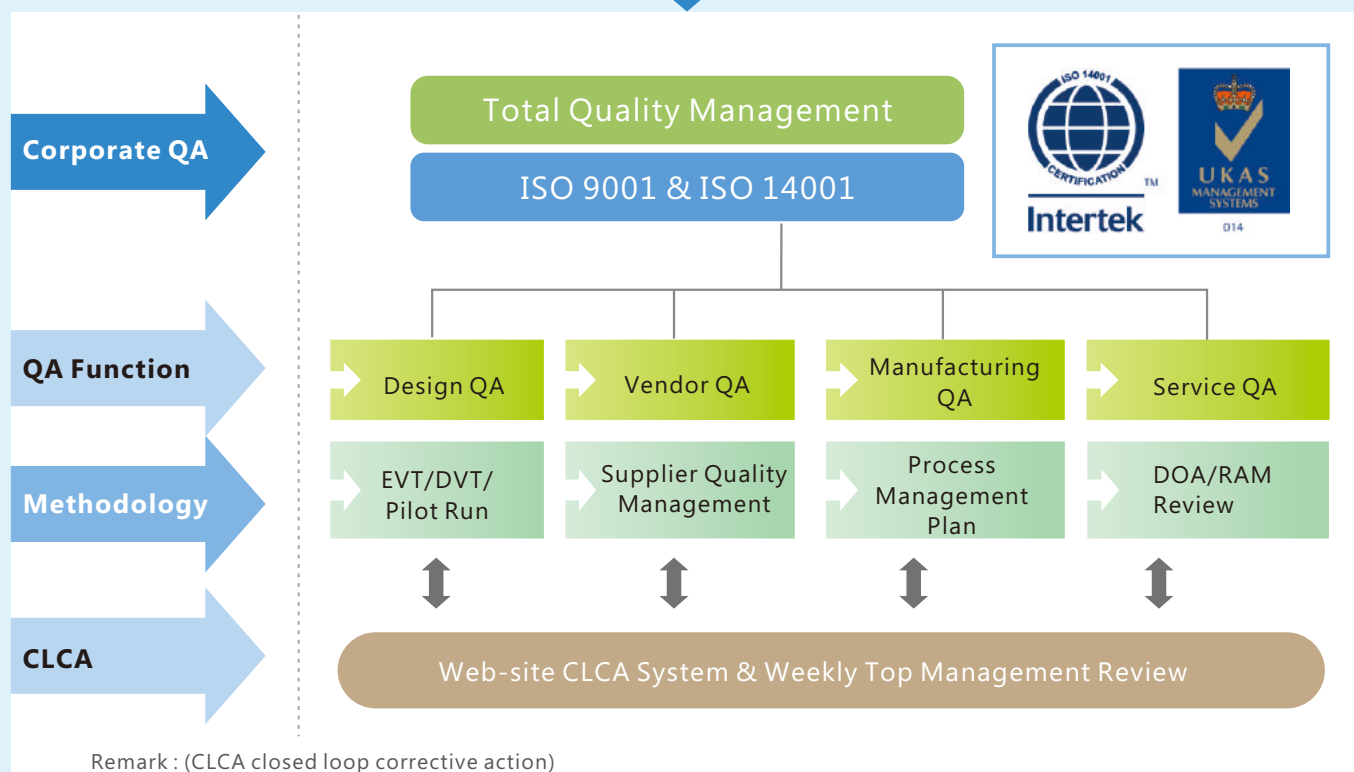 Corporate QA
Total Quality Management
ISO 9001 & ISO 14001
ISO 14001
CERTIFICATION
TM
Intertek
UKAS
MANAGEMENT
SYSTEMS
014
QA Function
Design QA
Vendor QA
Manufacturing
QA
Service QA
Methodology
EVT/DVT/
Pilot Run
Supplier Quality
Management
Process
Management
Plan
DOA/RAM
Review
CLCA
Web-site CLCA System & Weekly Top Management Review
Remark : (CLCA closed loop corrective action)